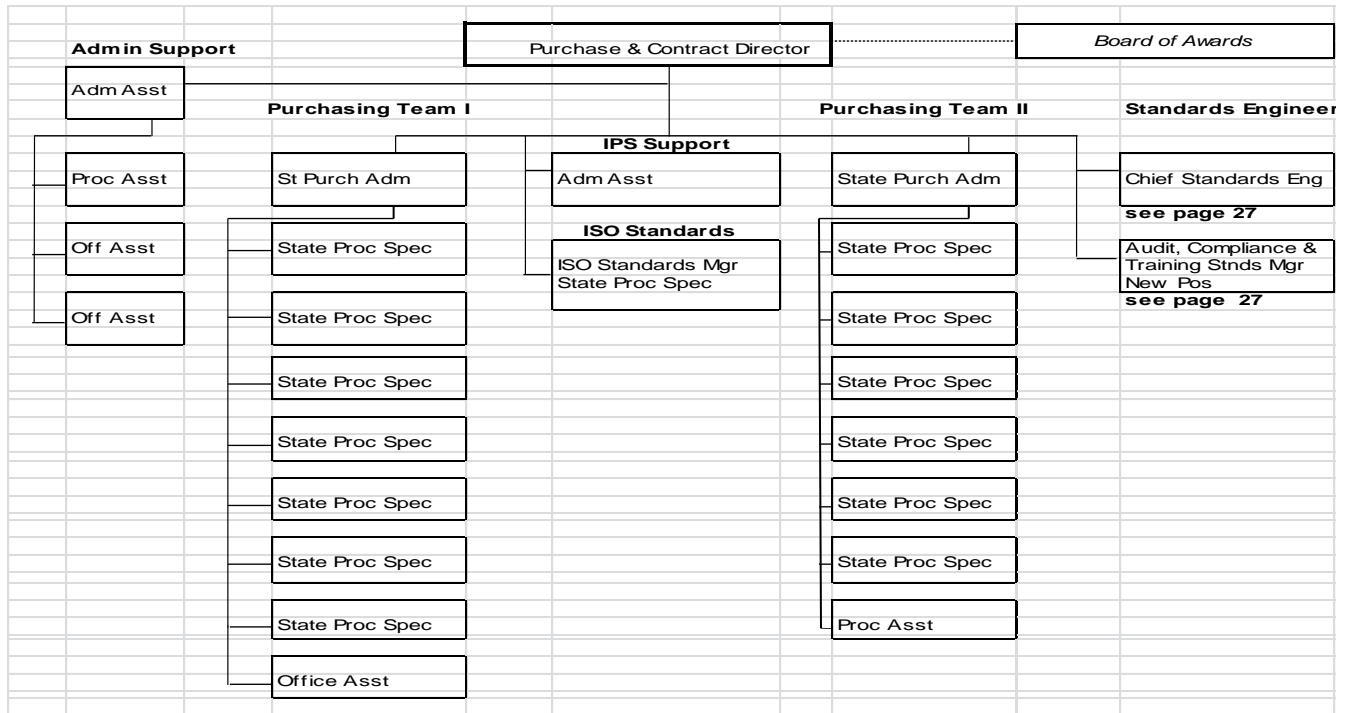 Admin Support
Purchase & Contract Director
Board of Awards
Adm Asst
Purchasing Team I
Purchasing Team II
Standards Engineer
IPS Support
Proc Asst
St Purch Adm
Adm Asst
State Purch Adm
Chief Standards Eng
see page 27
ISO Standards
Off Asst
State Proc Spec
ISO Standards Mgr
State Proc Spec
State Proc Spec
Audit, Compliance &
Training Stnds Mgr
New Pos
see page 27
Off Asst
State Proc Spec
State Proc Spec
State Proc Spec
State Proc Spec
State Proc Spec
State Proc Spec
State Proc Spec
State Proc Spec
State Proc Spec
State Proc Spec
State Proc Spec
Proc Asst
Office Asst